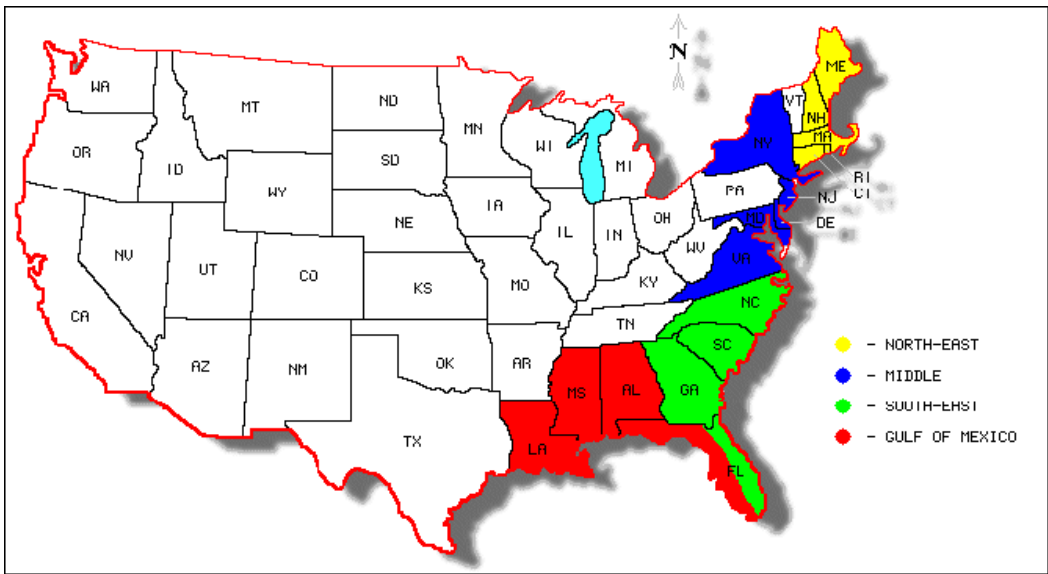 N
ME
WA
VT
ND
MT
NH
MN
MA
OR
WI
NY
SD
MI
ID
RI
PA
WY
CT
NJ
IA
OH
MD
NE
DE
IL
IN
NV
WV
VA
UT
CO
KY
KS
MO
NC
CA
TN
SC
- NORTH-EAST
AZ
OK
AR
NM
- MIDDLE
MS
AL
GA
- SOUTH-EAST
TX
- GULF OF MEXICO
LA
FL